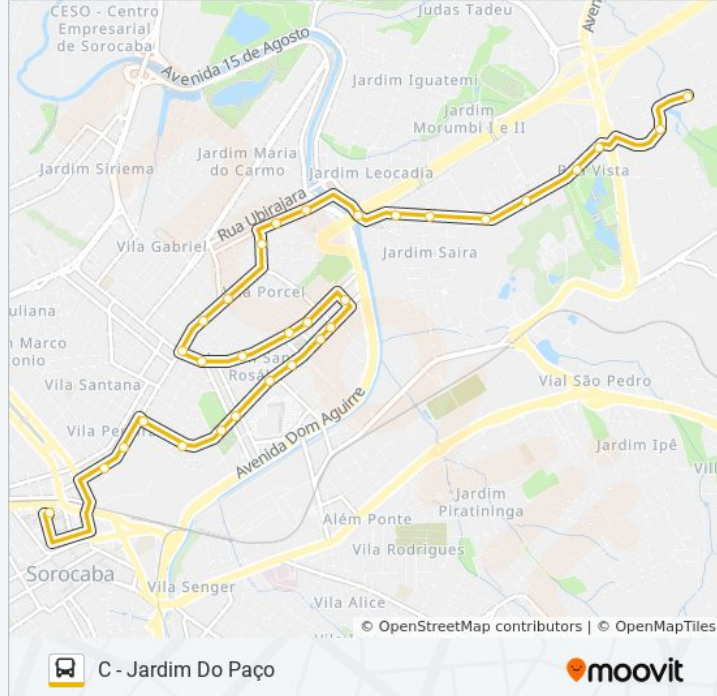 CESO - Centro
Empresarial
de Sorocaba
Judas Tadeu
Avenida 15 de Agosto
Jardim Iguatemi
Jardim
Morumbi I e II
Jardim Siriema
Jardim Maria
do Carmo
Jardim Leocadia
Vista
Rua Ubirajara
Vila Gabriel
Jardim Saira
Porcel
uliana
Marco
onio
Vila Santana
Vial São Pedro
Vila
Avenida Dom Aguirre
Jardim Ipê
Vil
Jardim
Piratininga
Além Ponte
Vila Rodrigues
Sorocaba
Vila Senger
Vila Alice
© OpenStreetMap contributors | © OpenMapTiles
C - Jardim Do Paço
moovit